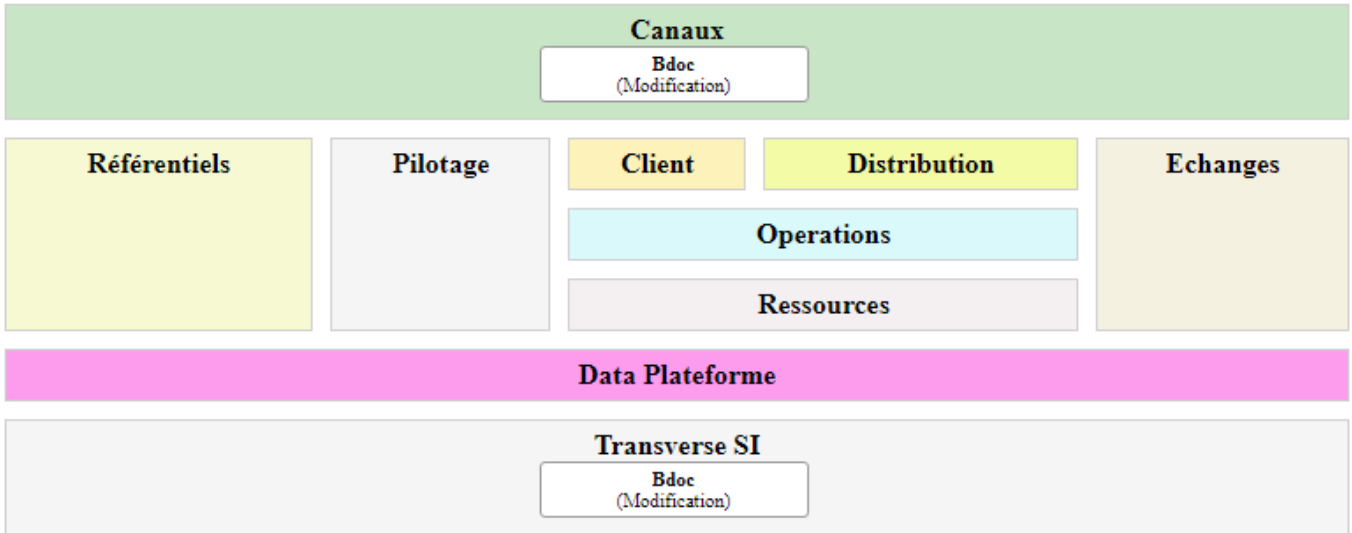 Canaux
Bdoc
(Modification)
Référentiels
Pilotage
Client
Distribution
Echanges
Operations
Ressources
Data Plateforme
Transverse SI
Bdoc
(Modification)